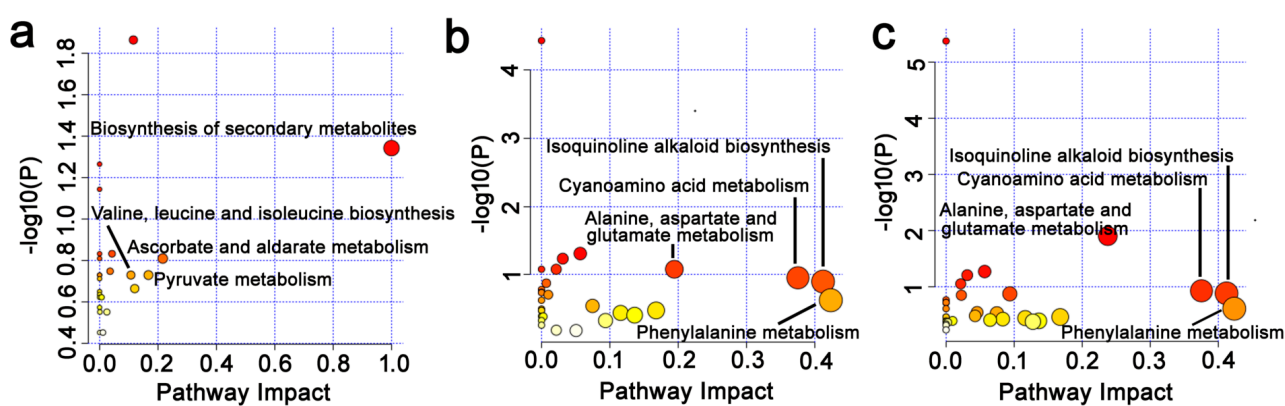 a
-log10(P)
1.8
1.6
1.4
1.2
1.0
0.8
0.6
0.4
Biosynthesis of secondary metabolites
Valine, leucine and isoleucine biosynthesis
Ascorbate and aldarate metabolism
Pyruvate metabolism
0.0 0.2 0.4 0.6 0.8 1.0
Pathway Impact
b
-log10(P)
4
3
2
1
Isoquinoline alkaloid biosynthesis
Cyanoamino acid metabolism
Alanine, aspartate and
glutamate metabolism
Phenylalanine metabolism
0.0 0.1 0.2 0.3 0.4
Pathway Impact
c
-log10(P)
5
4
3
2
1
Isoquinoline alkaloid biosynthesis
Cyanoamino acid metabolism
Alanine, aspartate and
glutamate metabolism
Phenylalanine metabolism
0.0 0.1 0.2 0.3 0.4
Pathway Impact